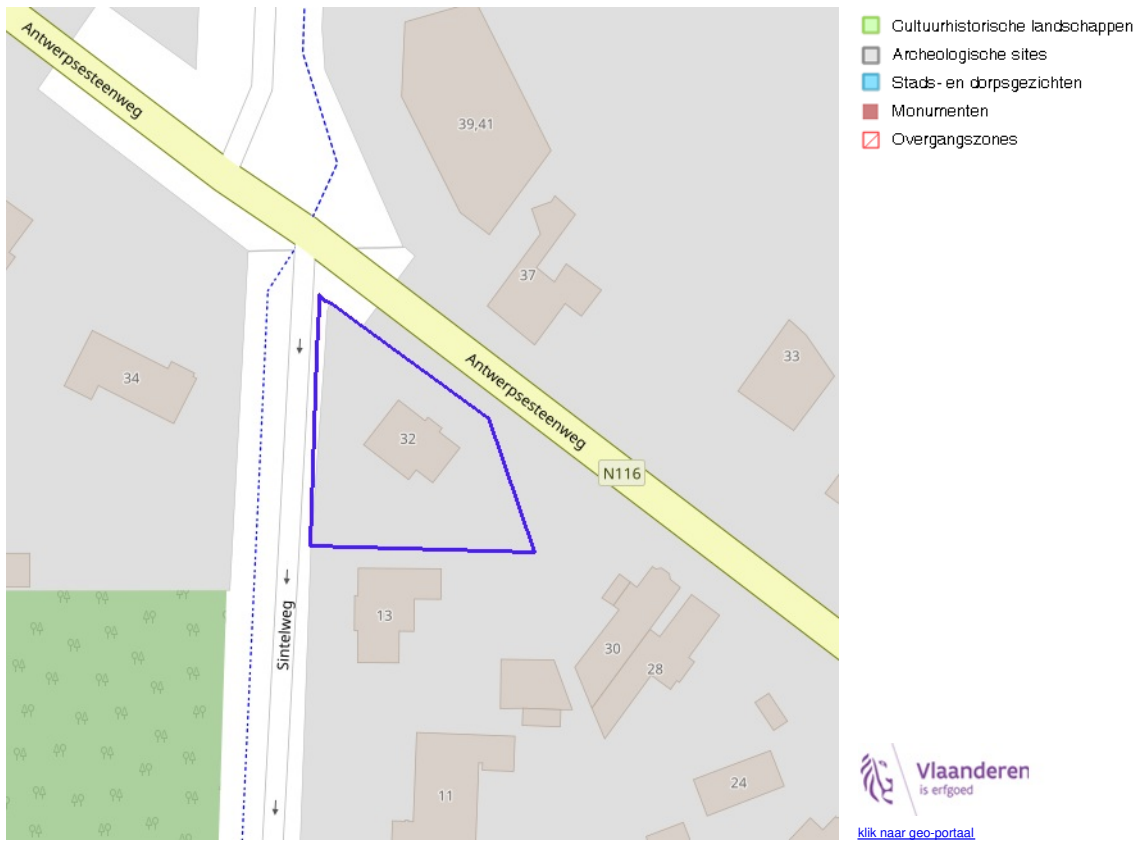 Antwerpsesteenweg
39,41
37
33
34
32
Antwerpsesteenweg
N116
13
Sintelweg
30
28
24
11
Cultuurhistorische landschappen
Archeologische sites
Stads- en dorpsgezichten
Monumenten
Overgangszones
Vlaanderen
is erfgoed
klik naar geo-portaal